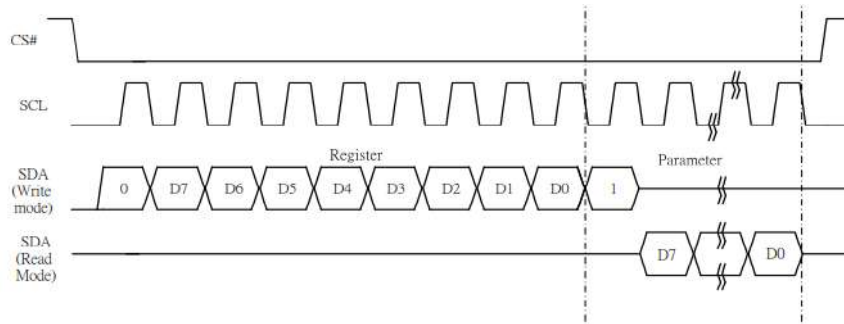 CS#
SCL
Register
Parameter
SDA
(Write
mode)
0 D7 D6 D5 D4 D3 D2 D1 D0 1
SDA
(Read
Mode)
D7 D0